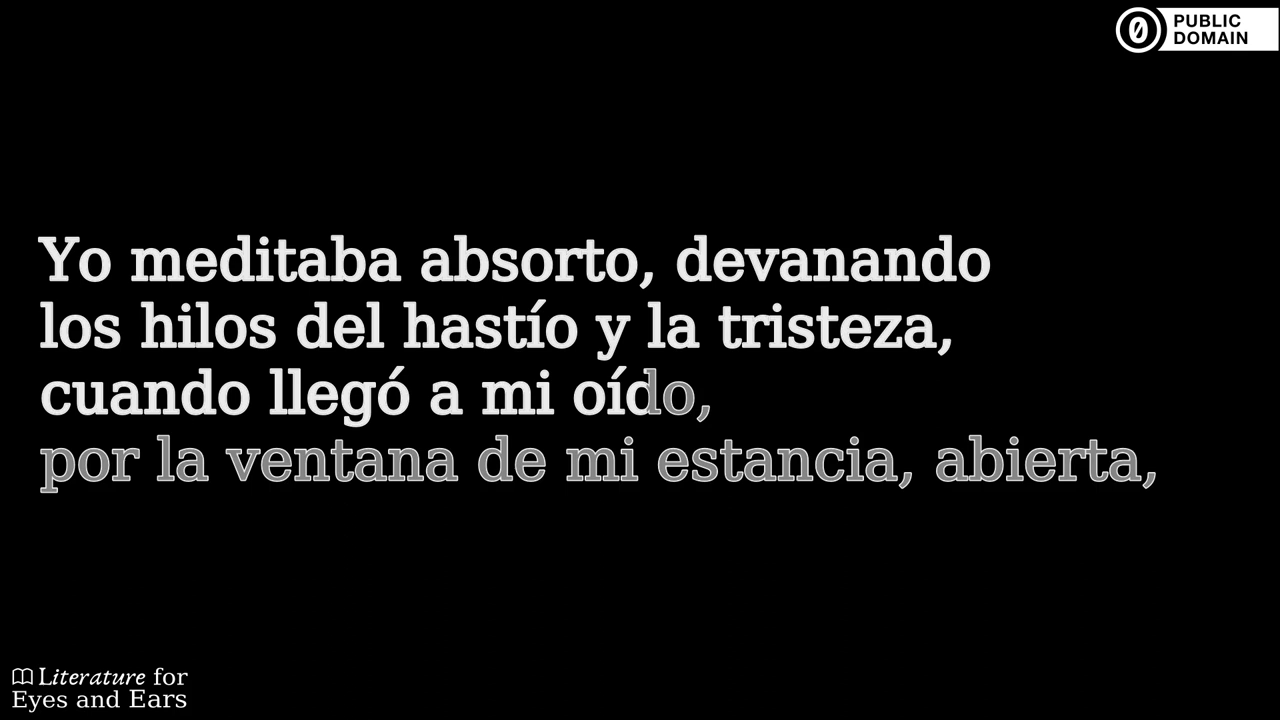 PUBLIC
DOMAIN
Yo meditaba absorto, devanando
los hilos del hastío y la tristeza,
cuando llegó a mi oído,
por la ventana de mi estancia, abierta,
Literature for
Eyes and Ears